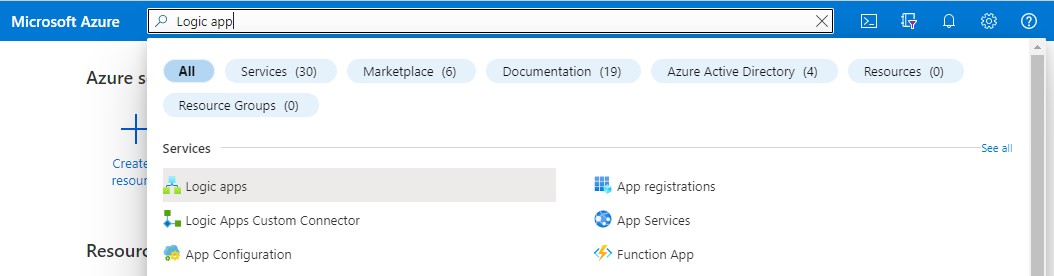 Microsoft Azure
Logic app
Azure s
Create
resour
Resourc
All
Services (30)
Marketplace (6)
Documentation (19)
Azure Active Directory (4)
Resources (0)
Resource Groups (0)
Services
See all
Logic apps
App registrations
Logic Apps Custom Connector
App Services
App Configuration
Function App